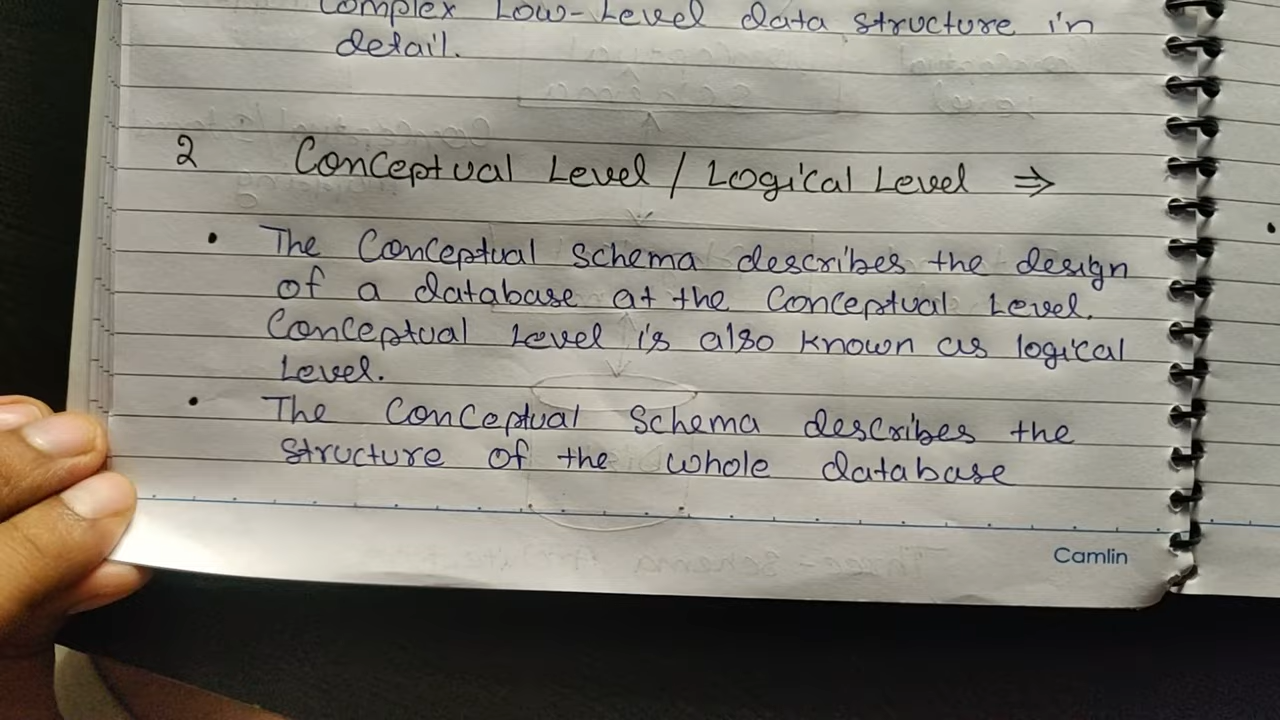 Complex Low-Level data structure in
detail.
2 Conceptual Level / Logical Level ⇒
• The Conceptual Schema describes the design
of a database at the Conceptual Level.
Conceptual Level is also known as logical
Level.
• The Conceptual Schema describes the
structure of the whole database
Camlin